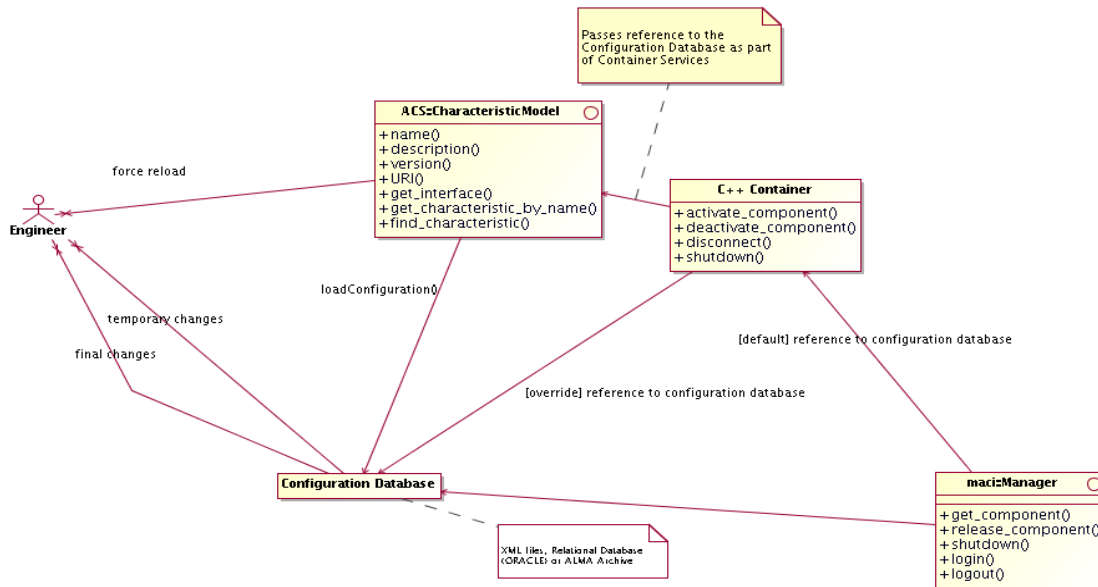 Passes reference to the
Configuration Database as part
of Container Services
ACS::CharacteristicModel
+name()
+description()
+version()
+URI()
+get_interface()
+get_characteristic_by_name()
+find_characteristic()
force reload
C++ Container
+activate_component()
+deactivate_component()
+disconnect()
+shutdown()
Engineer
loadConfiguration()
temporary changes
final changes
[default] reference to configuration database
[override] reference to configuration database
Configuration Database
maci::Manager
+get_component()
+release_component()
+shutdown()
+login()
+logout()
XML files, Relational Database
(ORACLE) or ALMA Archive